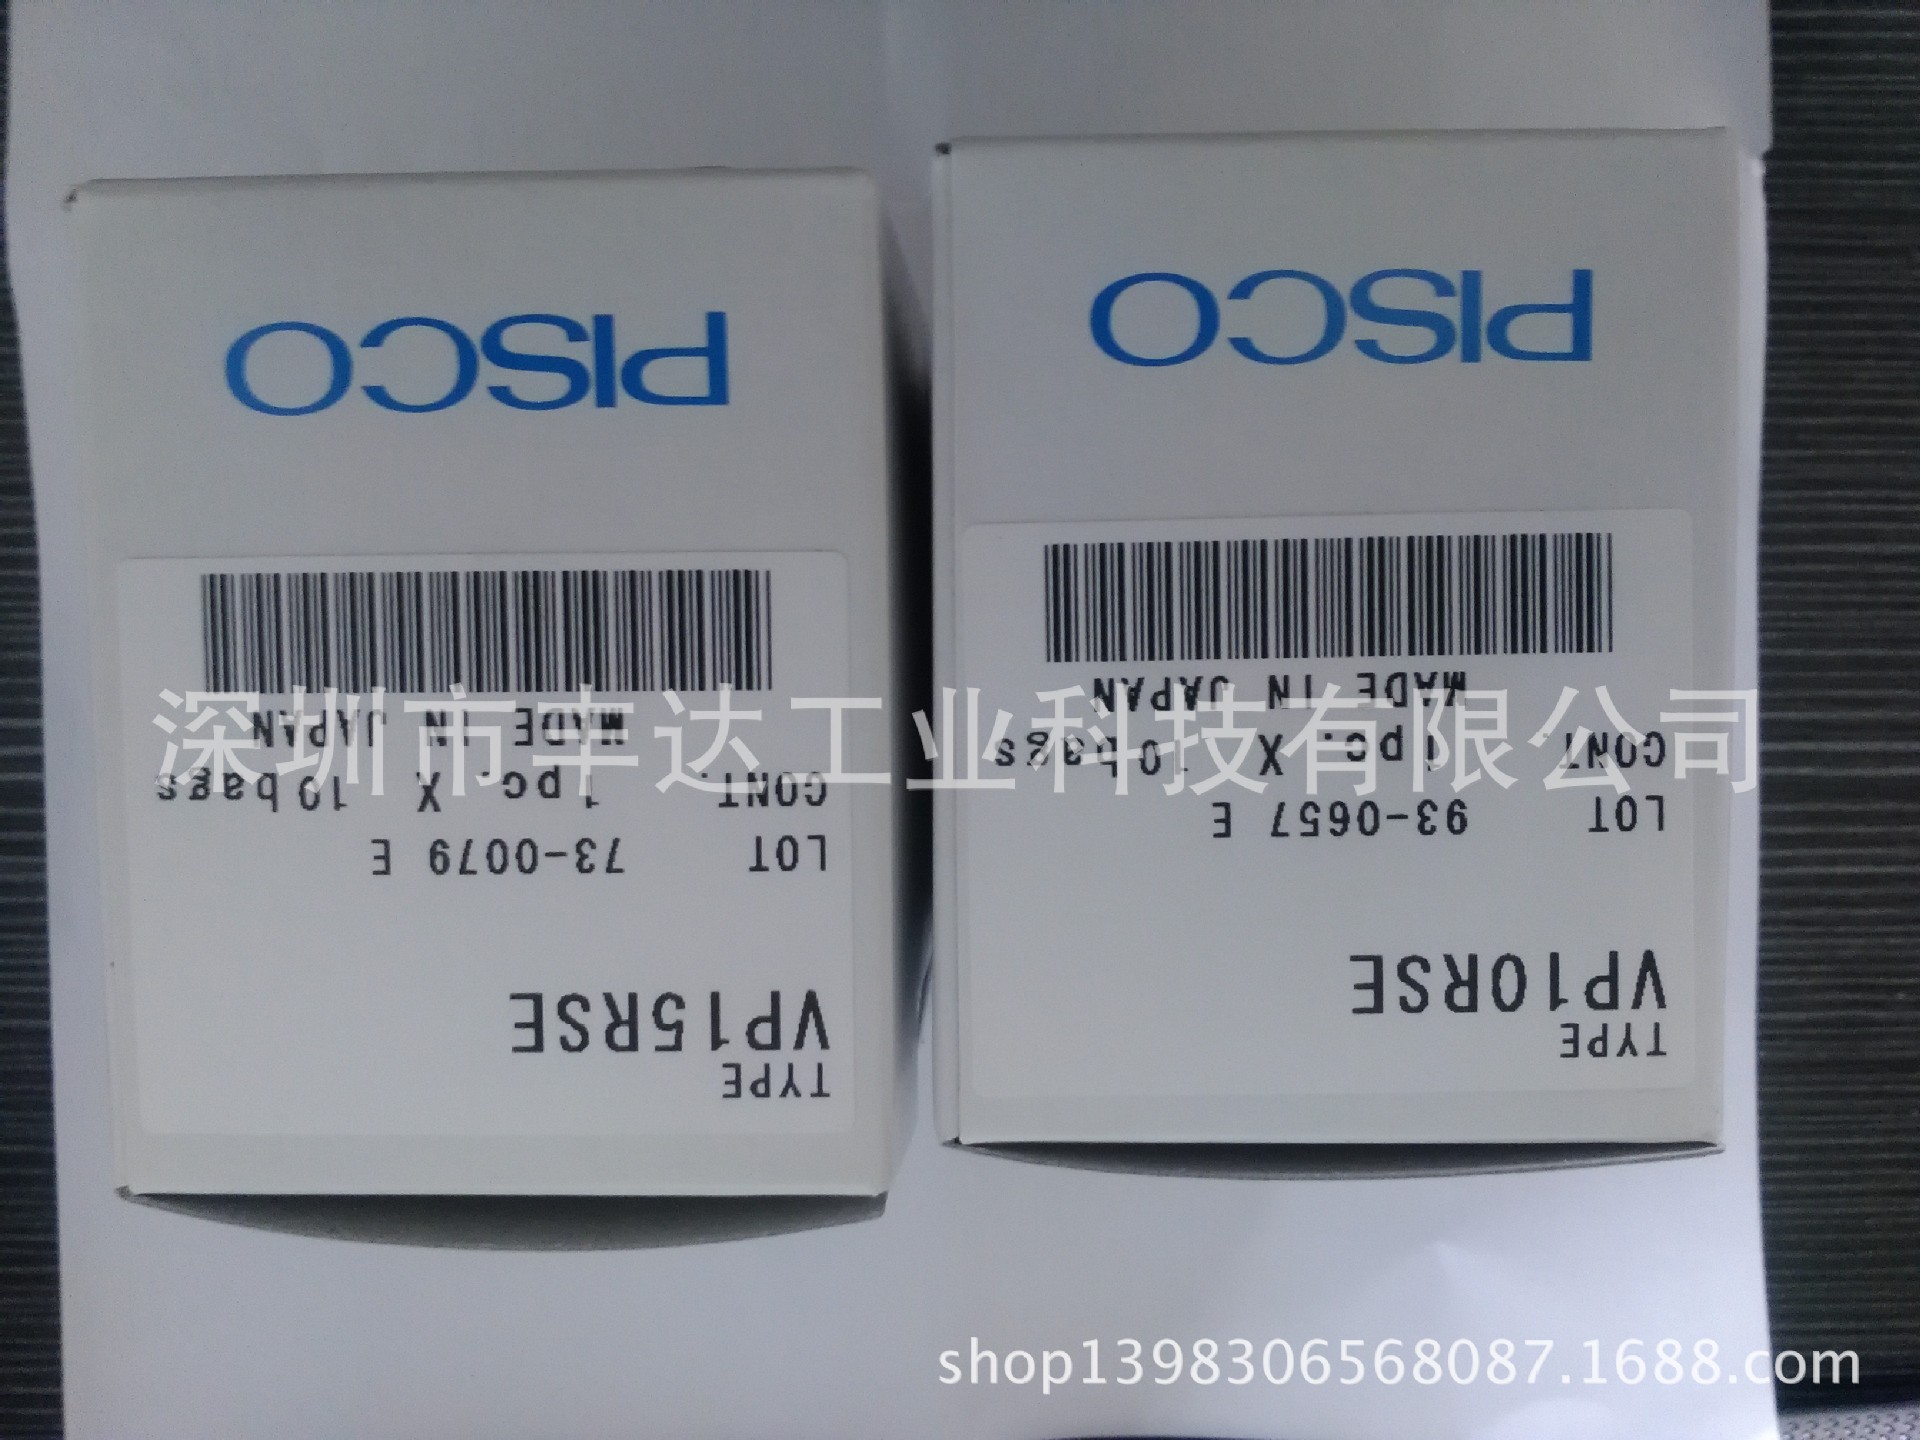 PISCO
TYPE
VP15RSE
LOT 73-0079 E
CONT. 1pc. X 10bags
MADE IN JAPAN
PISCO
TYPE
VP10RSE
LOT 93-0657 E
CONT. 1pc. X 10bags
MADE IN JAPAN
深圳市丰达工业科技有限公司
shop1398306568087.1688.com